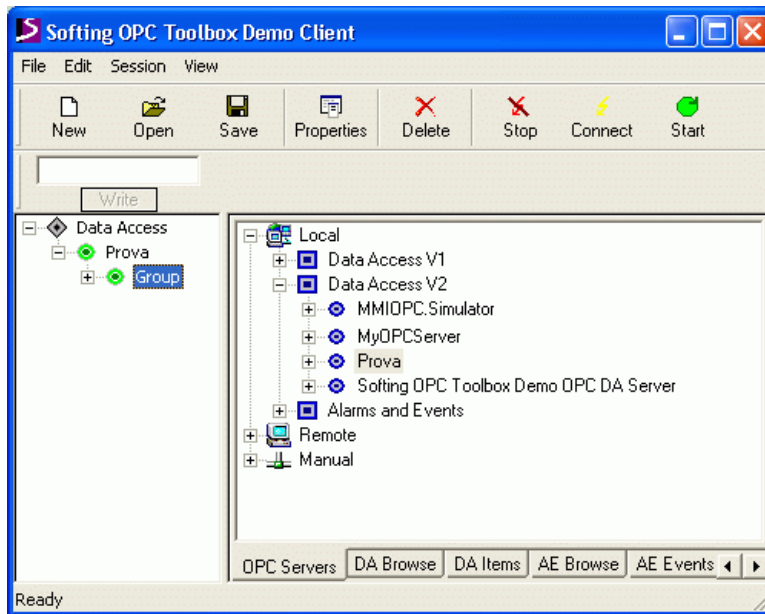 Softing OPC Toolbox Demo Client
File Edit Session View
New Open Save Properties Delete Stop Connect Start
Write
Data Access
Prova
Group
Local
Data Access V1
Data Access V2
MMIOPC.Simulator
MyOPCServer
Prova
Softing OPC Toolbox Demo OPC DA Server
Alarms and Events
Remote
Manual
OPC Servers DA Browse DA Items AE Browse AE Events
Ready